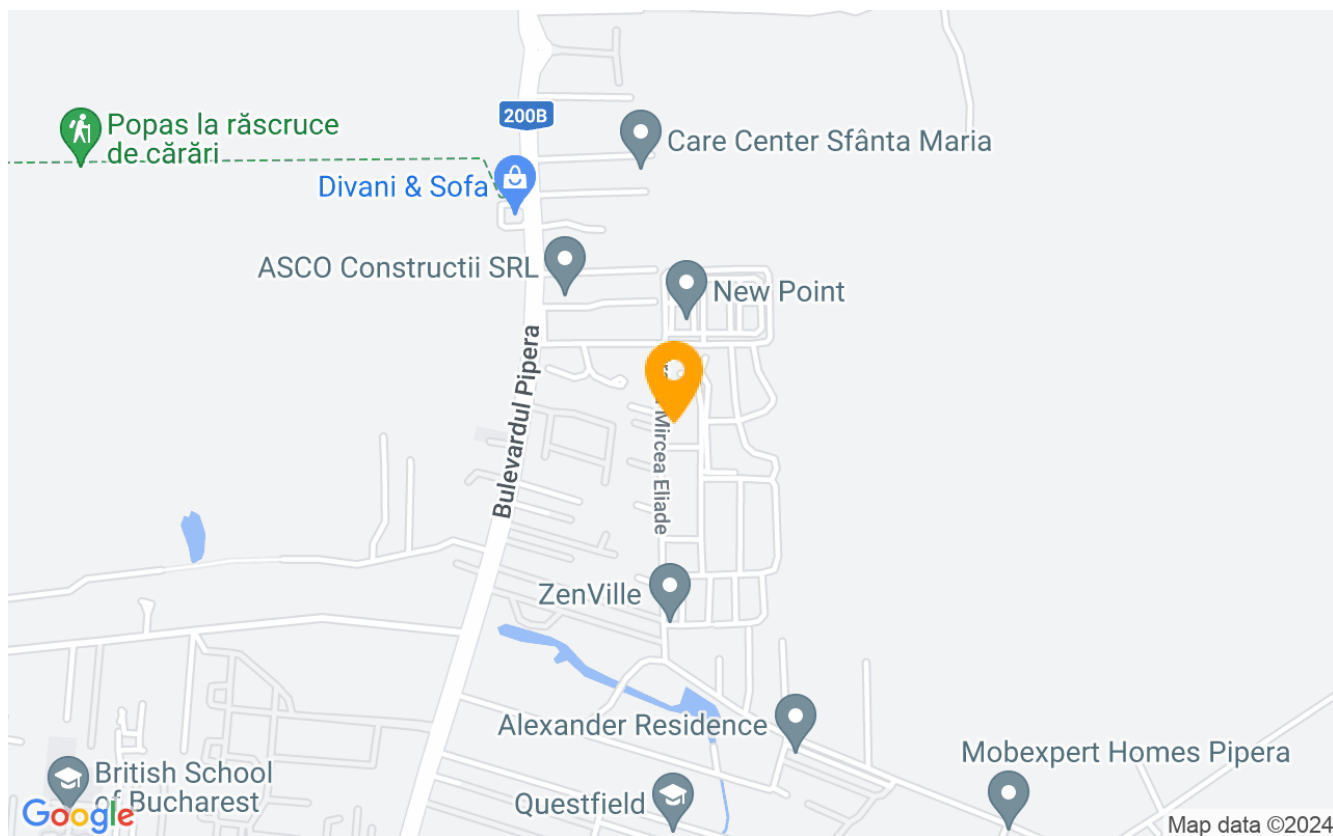 200B
Popas la răscruce
de cărări
Care Center Sfânta Maria
Divani & Sofa
ASCO Constructii SRL
New Point
Bulevardul Pipera
Mircea Eliade
ZenVille
Alexander Residence
Mobexpert Homes Pipera
British School
of Bucharest
Questfield
Google
Map data ©2024